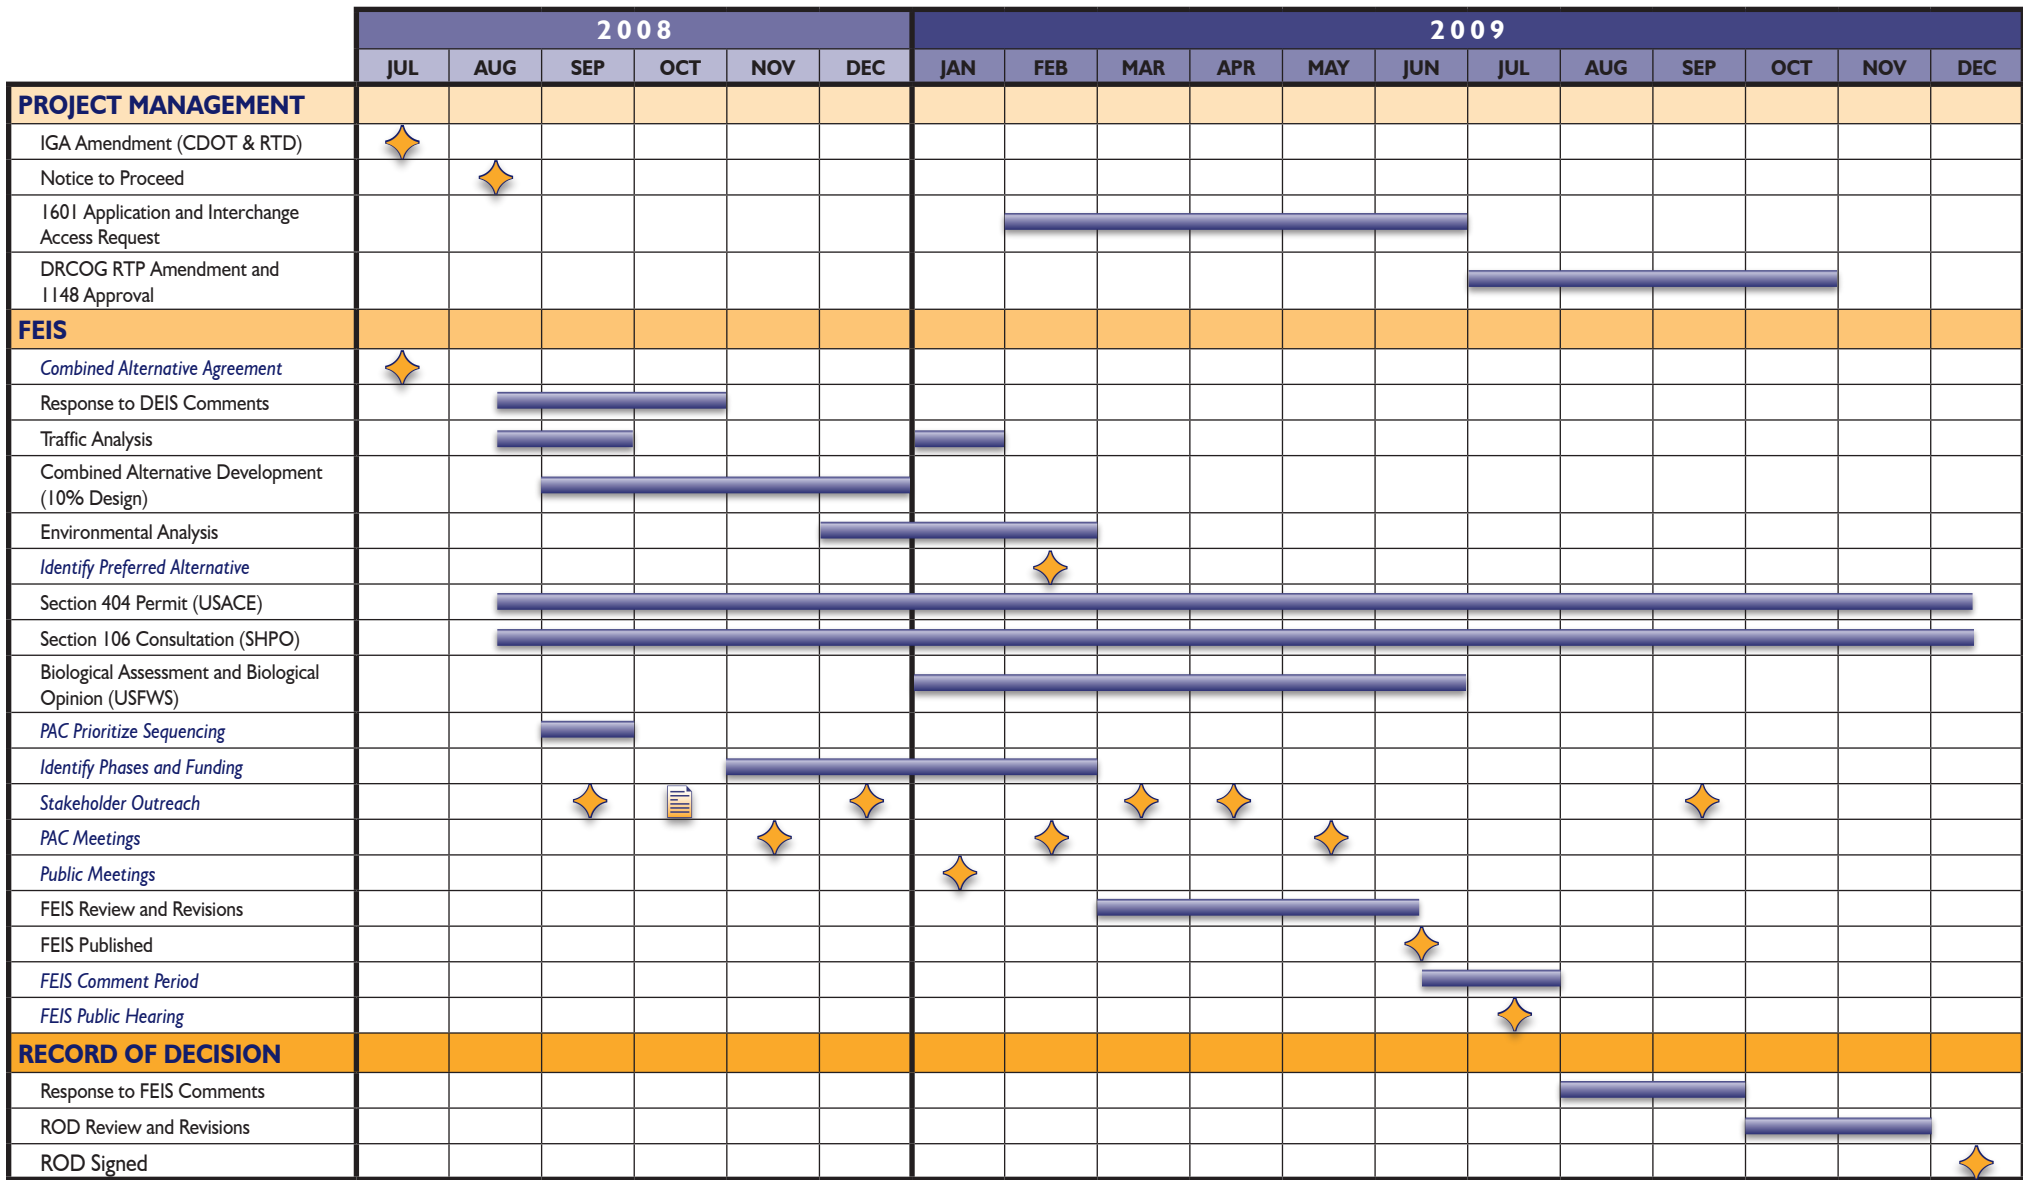 2008 2009
JUL AUG SEP OCT NOV DEC JAN FEB MAR APR MAY JUN JUL AUG SEP OCT NOV DEC
PROJECT MANAGEMENT
IGA Amendment (CDOT & RTD)
Notice to Proceed
1601 Application and Interchange
Access Request
DRCOG RTP Amendment and
1148 Approval
FEIS
Combined Alternative Agreement
Response to DEIS Comments
Traffic Analysis
Combined Alternative Development
(10% Design)
Environmental Analysis
Identify Preferred Alternative
Section 404 Permit (USACE)
Section 106 Consultation (SHPO)
Biological Assessment and Biological
Opinion (USFWS)
PAC Prioritize Sequencing
Identify Phases and Funding
Stakeholder Outreach
PAC Meetings
Public Meetings
FEIS Review and Revisions
FEIS Published
FEIS Comment Period
FEIS Public Hearing
RECORD OF DECISION
Response to FEIS Comments
ROD Review and Revisions
ROD Signed